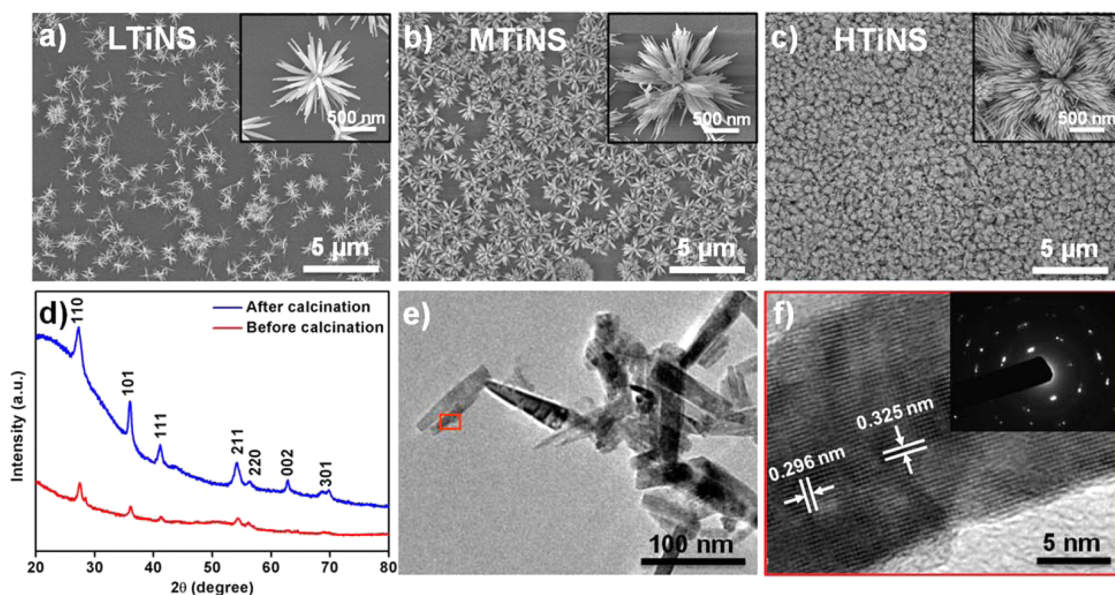 a) LTiNS
500 nm
5 µm
b) MTiNS
500 nm
5 µm
c) HTiNS
500 nm
5 µm
d)
After calcination
Before calcination
110
101
111
211
220
002
301
Intensity (a.u.)
20 30 40 50 60 70 80
2θ (degree)
e)
100 nm
f)
0.325 nm
0.296 nm
5 nm